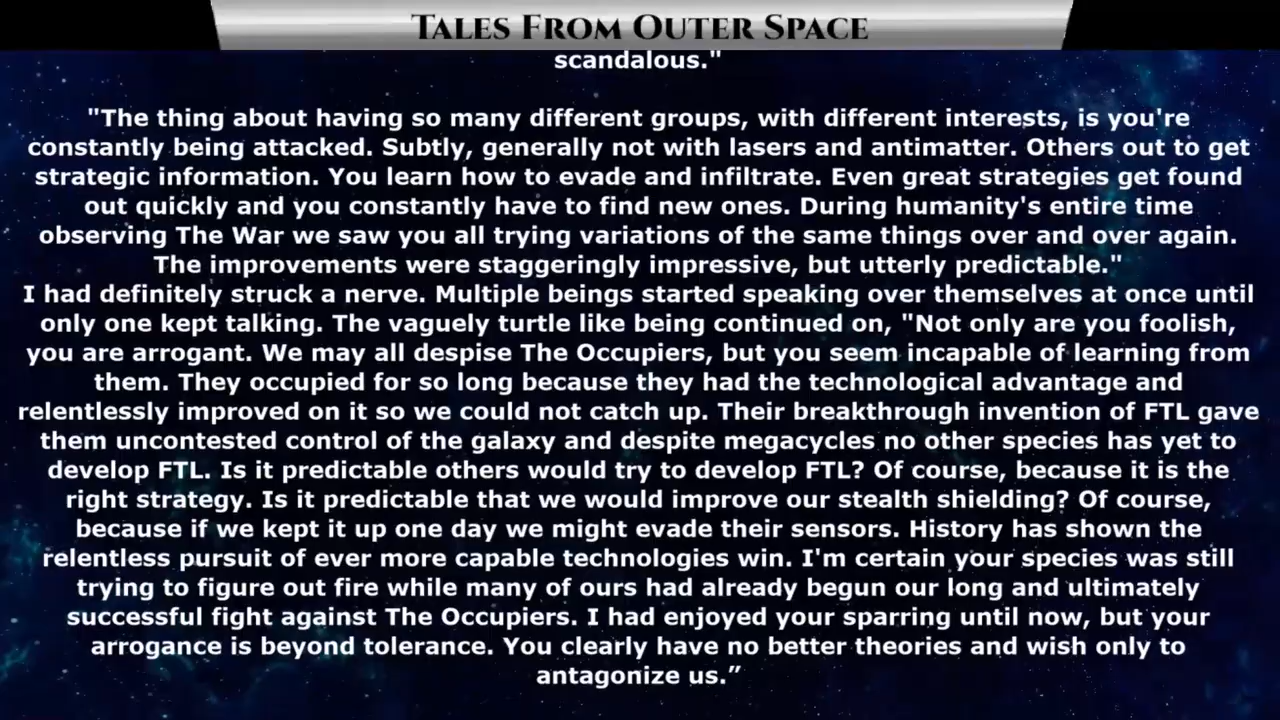 Tales From Outer Space
scandalous."
"The thing about having so many different groups, with different interests, is you're
constantly being attacked. Subtly, generally not with lasers and antimatter. Others out to get
strategic information. You learn how to evade and infiltrate. Even great strategies get found
out quickly and you constantly have to find new ones. During humanity's entire time
observing The War we saw you all trying variations of the same things over and over again.
The improvements were staggeringly impressive, but utterly predictable."
I had definitely struck a nerve. Multiple beings started speaking over themselves at once until
only one kept talking. The vaguely turtle like being continued on, "Not only are you foolish,
you are arrogant. We may all despise The Occupiers, but you seem incapable of learning from
them. They occupied for so long because they had the technological advantage and
relentlessly improved on it so we could not catch up. Their breakthrough invention of FTL gave
them uncontested control of the galaxy and despite megacycles no other species has yet to
develop FTL. Is it predictable others would try to develop FTL? Of course, because it is the
right strategy. Is it predictable that we would improve our stealth shielding? Of course,
because if we kept it up one day we might evade their sensors. History has shown the
relentless pursuit of ever more capable technologies win. I'm certain your species was still
trying to figure out fire while many of ours had already begun our long and ultimately
successful fight against The Occupiers. I had enjoyed your sparring until now, but your
arrogance is beyond tolerance. You clearly have no better theories and wish only to
antagonize us.”